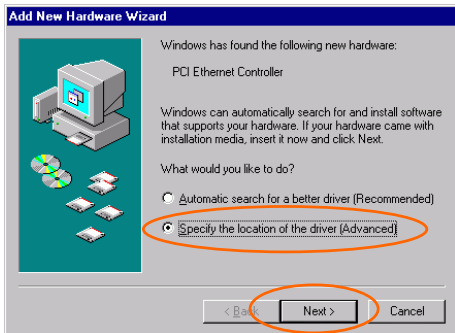 Add New Hardware Wizard
Windows has found the following new hardware:
PCI Ethernet Controller
Windows can automatically search for and install software
that supports your hardware. If your hardware came with
installation media, insert it now and click Next.
What would you like to do?
Automatic search for a better driver (Recommended)
Specify the location of the driver (Advanced)
< Back Next > Cancel